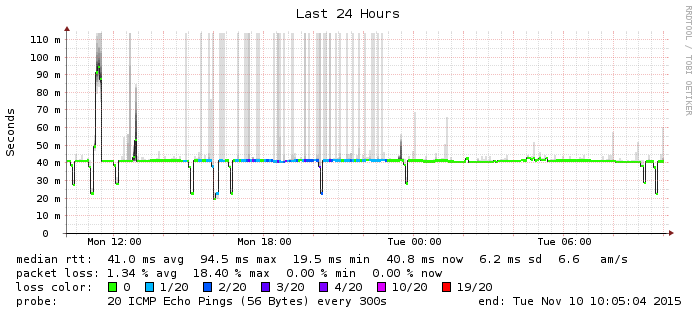 Last 24 Hours
RRDTOOL / TOBI OETIKER
Seconds
110 m
100 m
90 m
80 m
70 m
60 m
50 m
40 m
30 m
20 m
10 m
0
Mon 12:00 Mon 18:00 Tue 00:00 Tue 06:00
median rtt: 41.0 ms avg 94.5 ms max 19.5 ms min 40.8 ms now 6.2 ms sd 6.6 am/s
packet loss: 1.34 % avg 18.40 % max 0.00 % min 0.00 % now
loss color: 0 1/20 2/20 3/20 4/20 10/20 19/20
probe: 20 ICMP Echo Pings (56 Bytes) every 300s end: Tue Nov 10 10:05:04 2015